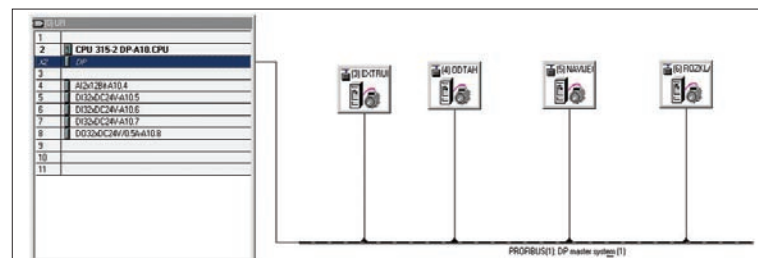 (0) UR
1
2 CPU 315-2 DP-A10.CPU
X2 DP
3
4 AI2x12Bit-A10.4
5 DI32xDC24V-A10.5
6 DI32xDC24V-A10.6
7 DI32xDC24V-A10.7
8 DO32xDC24V/0.5A-A10.8
9
10
11
(3) EXTRU
(4) ODTAH
(5) NAVIJE
(6) ROZKL
PROFIBUS(1): DP master system (1)